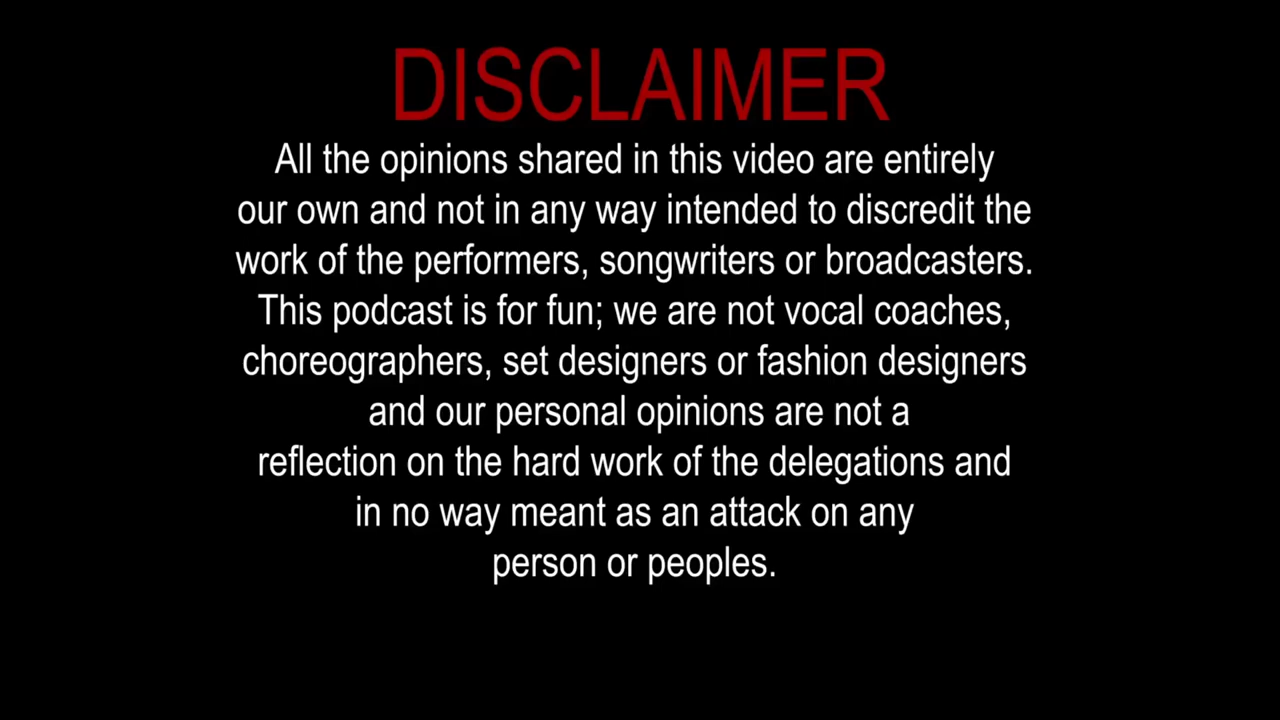 DISCLAIMER
All the opinions shared in this video are entirely
our own and not in any way intended to discredit the
work of the performers, songwriters or broadcasters.
This podcast is for fun; we are not vocal coaches,
choreographers, set designers or fashion designers
and our personal opinions are not a
reflection on the hard work of the delegations and
in no way meant as an attack on any
person or peoples.